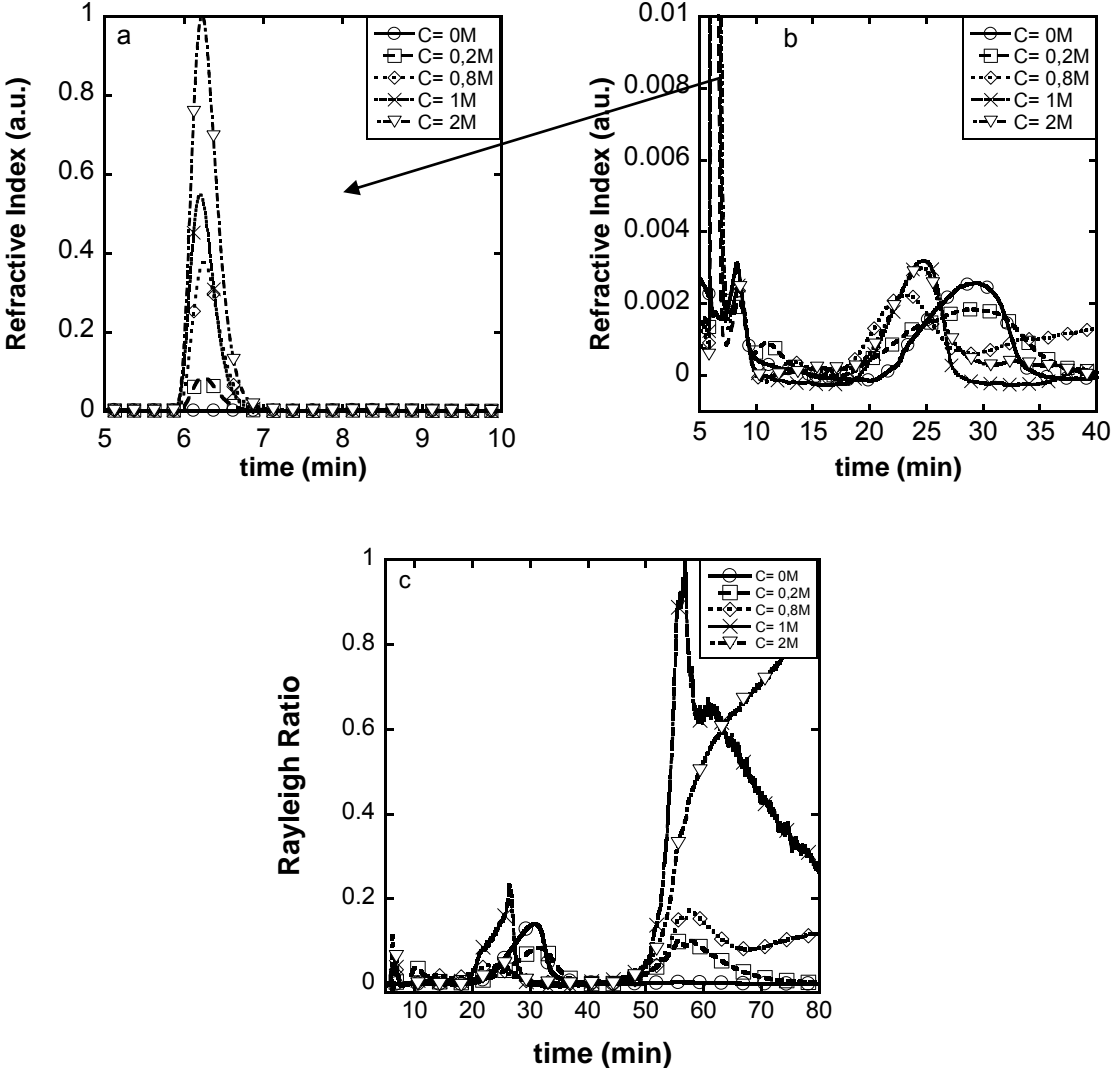 a
C= 0M
C= 0,2M
C= 0,8M
C= 1M
C= 2M
1
0.8
0.6
0.4
0.2
0
5 6 7 8 9 10
Refractive Index (a.u.)
time (min)
b
C= 0M
C= 0,2M
C= 0,8M
C= 1M
C= 2M
0.01
0.008
0.006
0.004
0.002
0
5 10 15 20 25 30 35 40
Refractive Index (a.u.)
time (min)
c
C= 0M
C= 0,2M
C= 0,8M
C= 1M
C= 2M
1
0.8
0.6
0.4
0.2
0
10 20 30 40 50 60 70 80
Rayleigh Ratio
time (min)